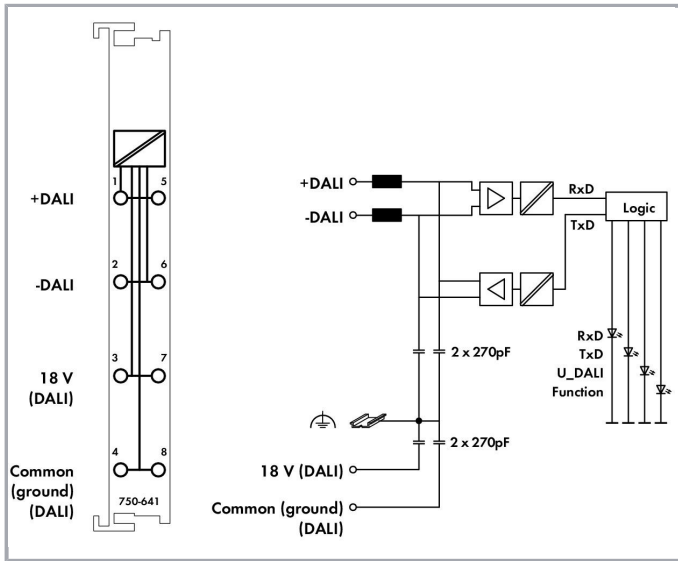 1
5
+DALI
2
6
-DALI
3
7
18 V
(DALI)
4
8
Common
(ground)
(DALI)
750-641
+DALI
-DALI
RxD
TxD
Logic
RxD
TxD
U_DALI
Function
2 x 270pF
2 x 270pF
18 V (DALI)
Common (ground)
(DALI)